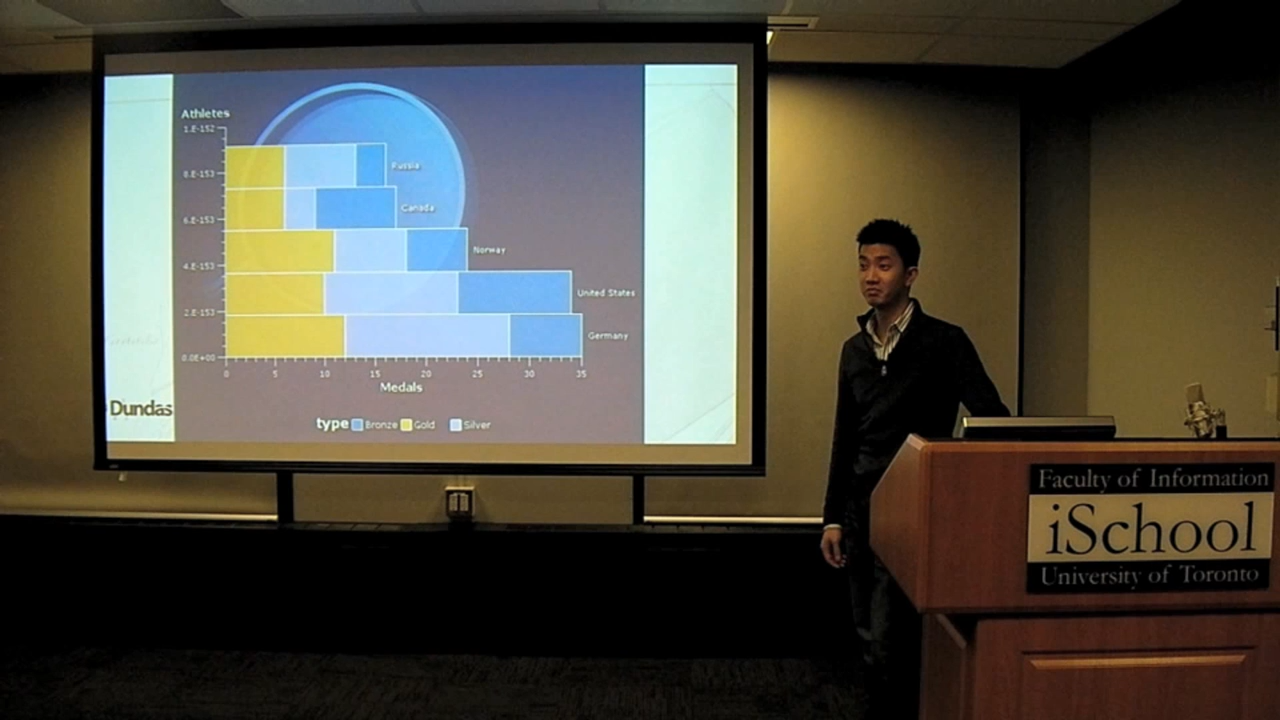 Athletes
1.E-152
8.E-153
6.E-153
4.E-153
2.E-153
0.0E+00
Russia
Canada
Norway
United States
Germany
0 5 10 15 20 25 30 35
Medals
type Bronze Gold Silver
Dundas
Faculty of Information
iSchool
University of Toronto